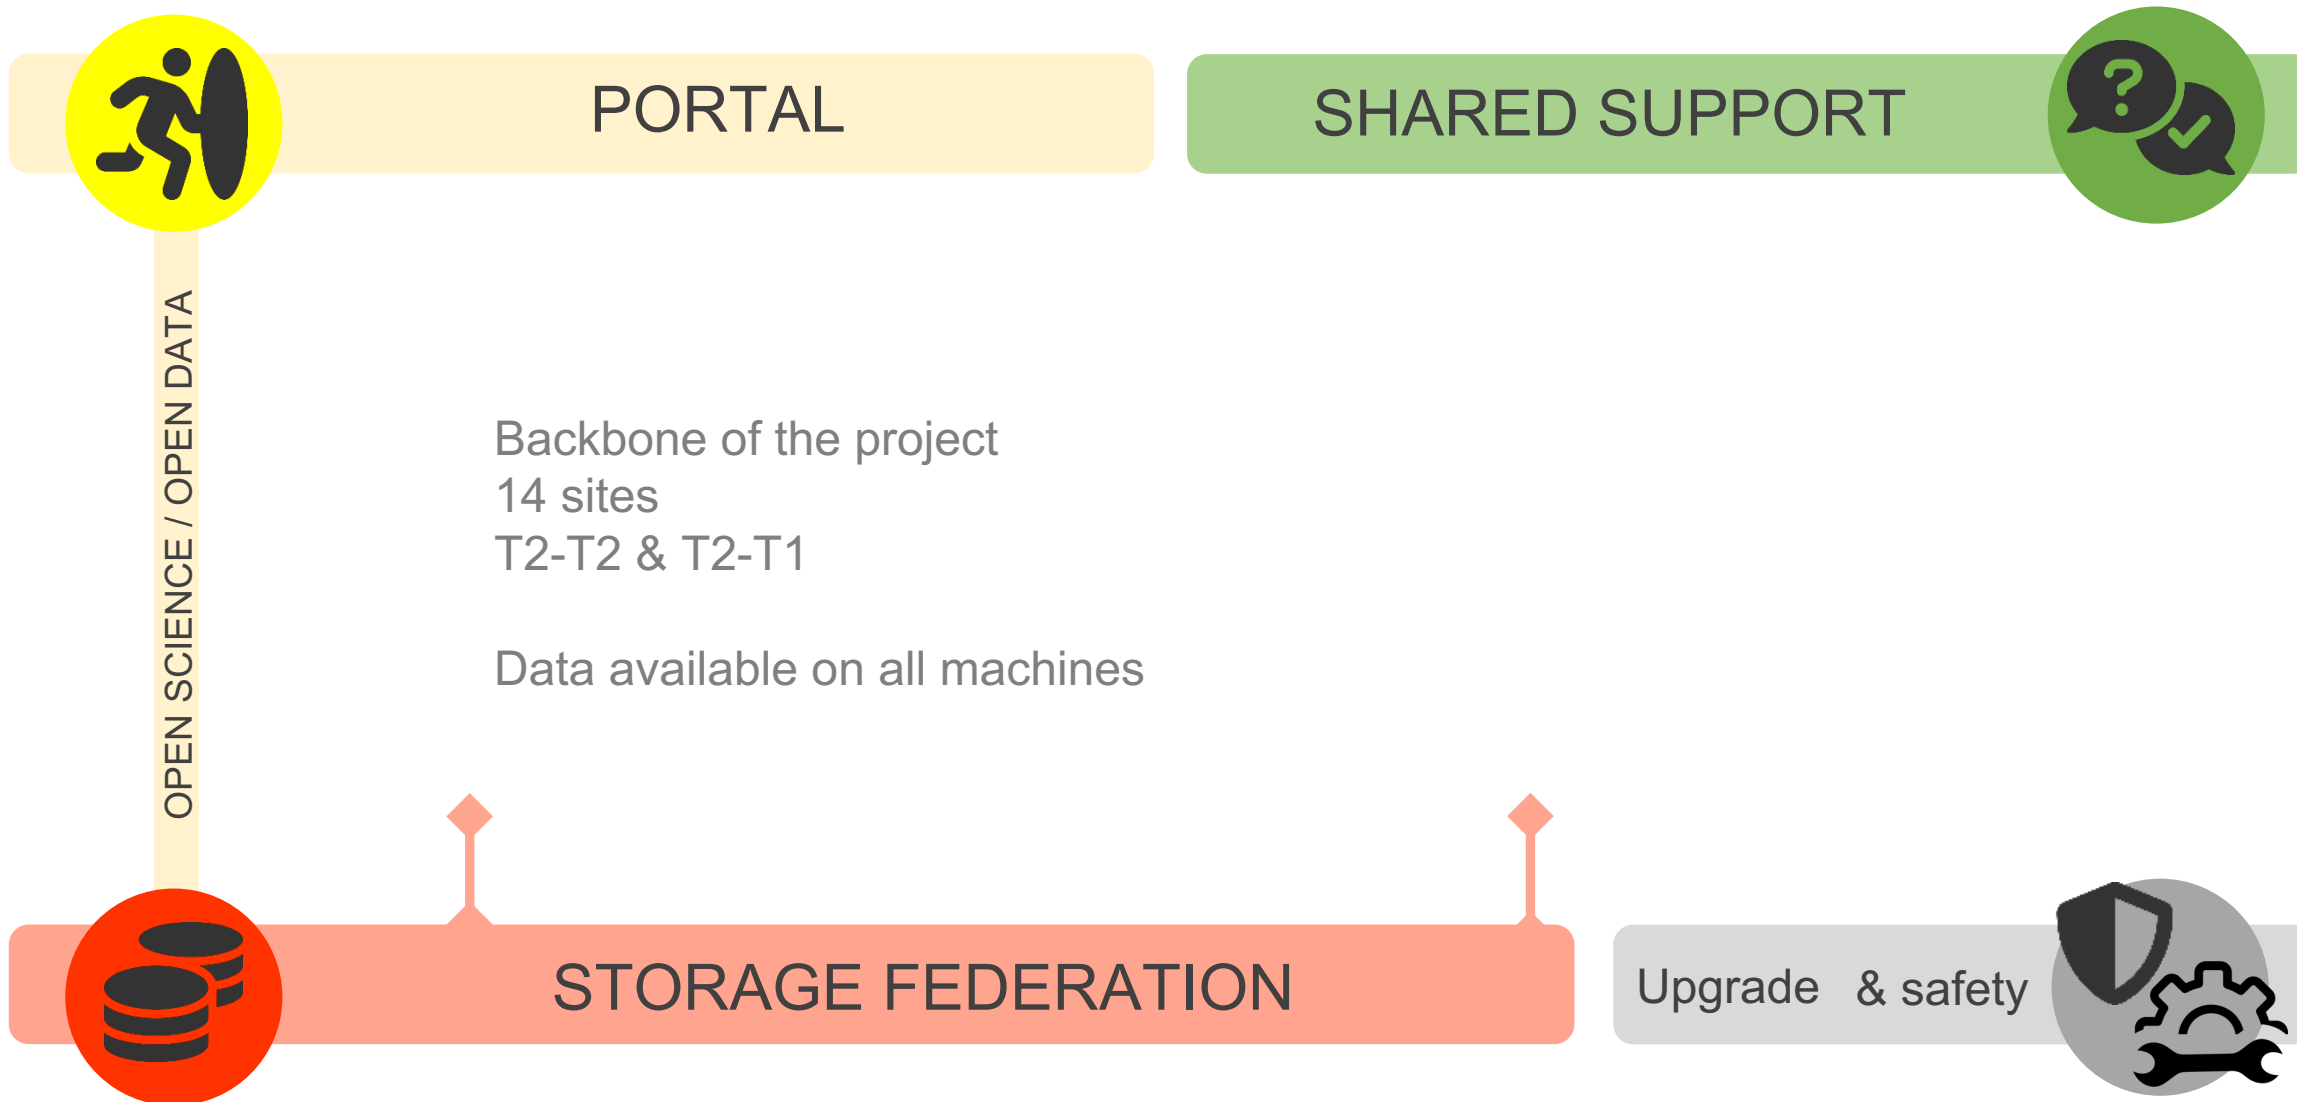 PORTAL
SHARED SUPPORT
OPEN SCIENCE / OPEN DATA
Backbone of the project
14 sites
T2-T2 & T2-T1
Data available on all machines
STORAGE FEDERATION
Upgrade & safety